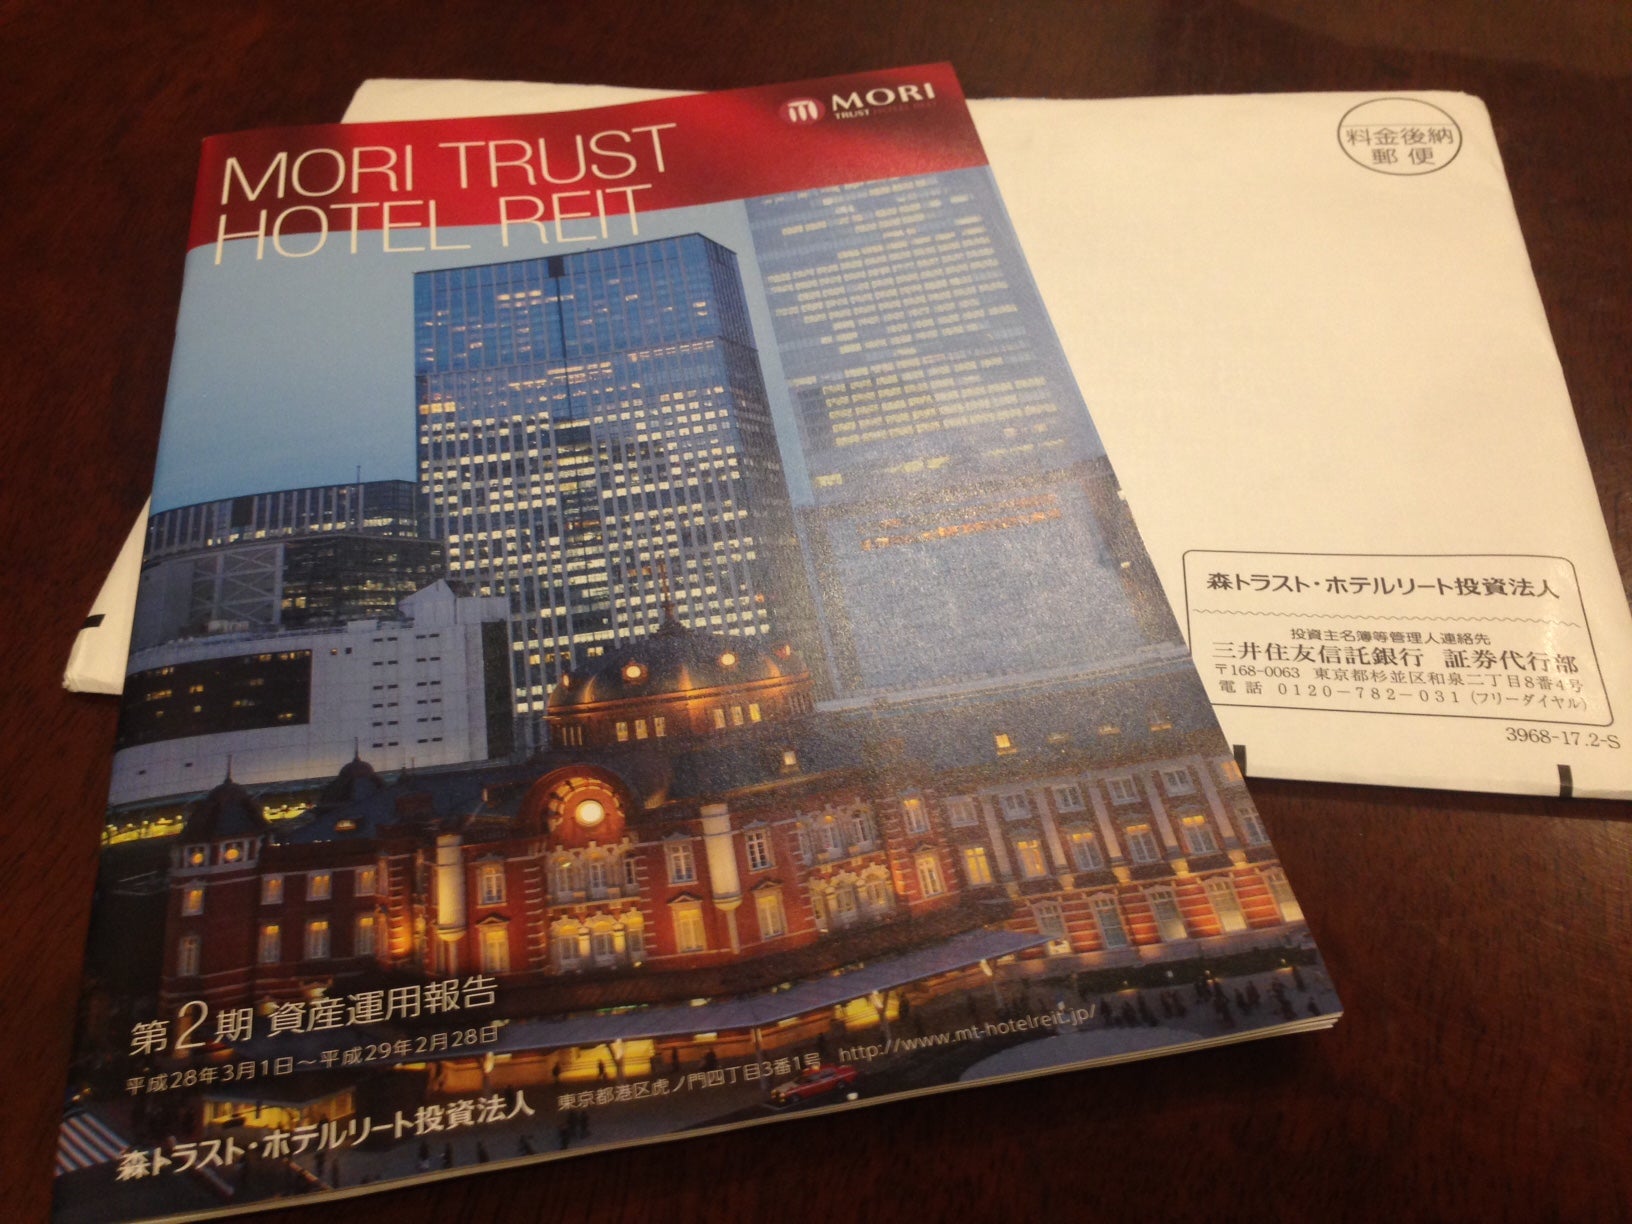 MORI
TRUST HOTEL REIT
MORI TRUST
HOTEL REIT
第2期 資産運用報告
平成28年3月1日～平成29年2月28日
森トラスト・ホテルリート投資法人
東京都港区虎ノ門四丁目3番1号 http://www.mt-hotelreit.jp/
料金後納
郵便
森トラスト・ホテルリート投資法人
投資主名簿等管理人連絡先
三井住友信託銀行 証券代行部
〒168-0063 東京都杉並区和泉二丁目8番4号
電話 0120-782-031 (フリーダイヤル)
3968-17.2-S